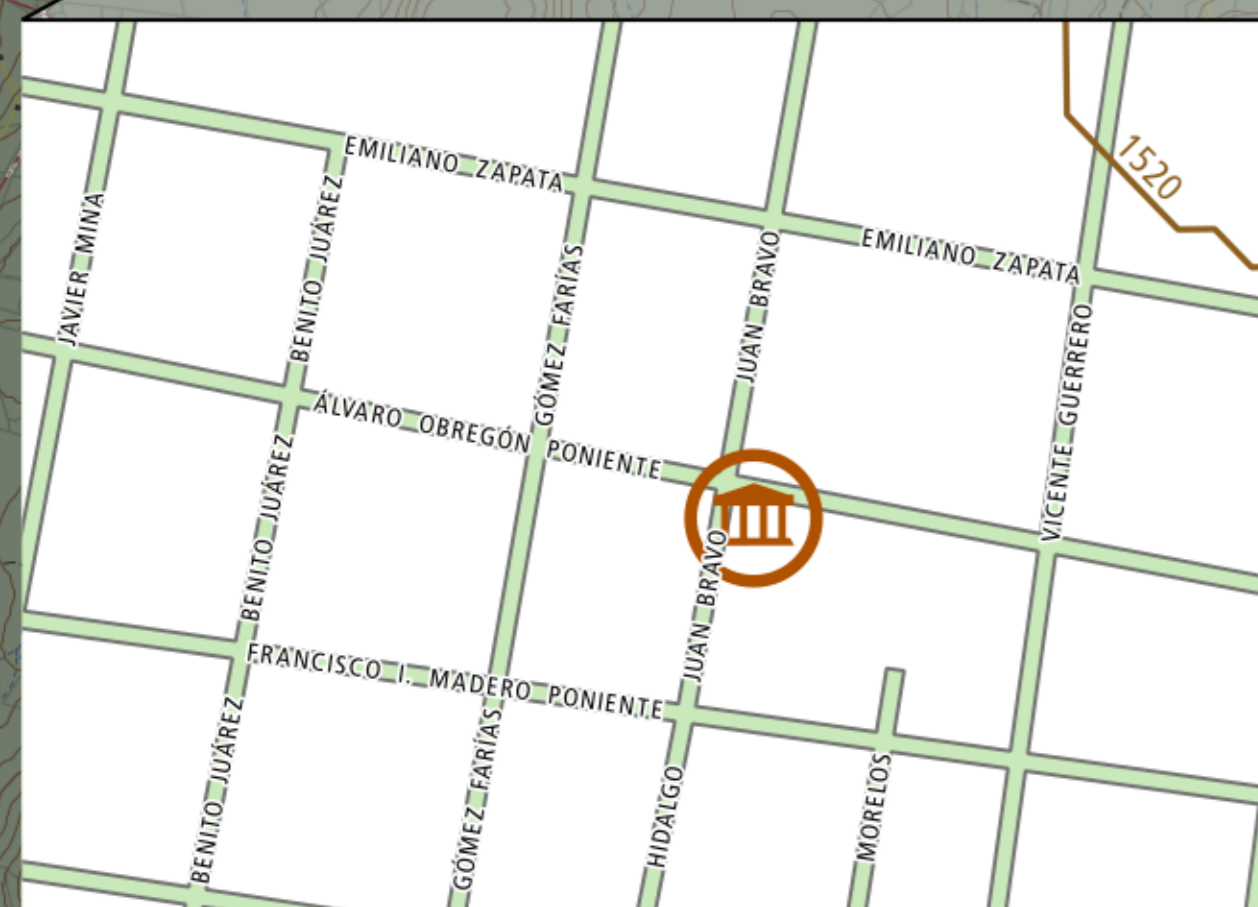 EMILIANO ZAPATA
1520
JAVIER MINA
BENITO JUÁREZ
GÓMEZ FARÍAS
JUAN BRAVO
EMILIANO ZAPATA
VICENTE GUERRERO
ÁLVARO OBREGÓN PONIENTE
BENITO JUÁREZ
JUAN BRAVO
FRANCISCO I. MADERO PONIENTE
BENITO JUÁREZ
GÓMEZ FARÍAS
HIDALGO
MORELOS